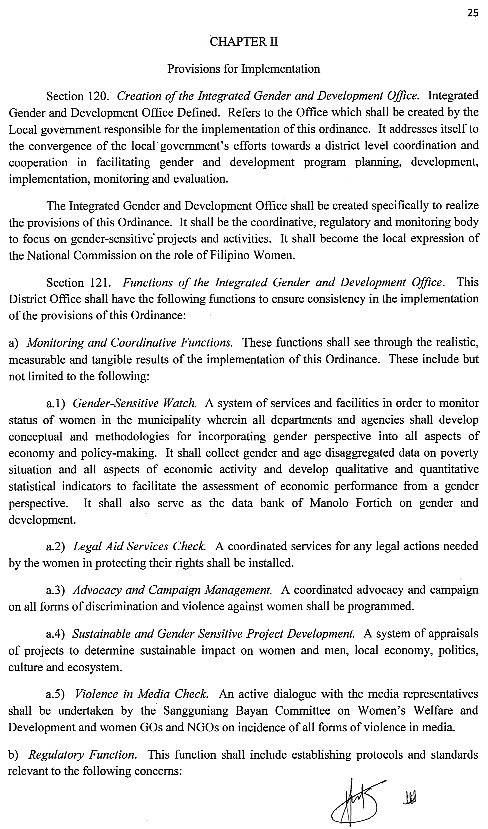 25
CHAPTER II
Provisions for Implementation
Section 120. Creation of the Integrated Gender and Development Office. Integrated
Gender and Development Office Defined. Refers to the Office which shall be created by the
Local government responsible for the implementation of this ordinance. It addresses itself to
the convergence of the local government's efforts towards a district level coordination and
cooperation in facilitating gender and development program planning, development,
implementation, monitoring and evaluation.
The Integrated Gender and Development Office shall be created specifically to realize
the provisions of this Ordinance. It shall be the coordinative, regulatory and monitoring body
to focus on gender-sensitive projects and activities. It shall become the local expression of
the National Commission on the role of Filipino Women.
Section 121. Functions of the Integrated Gender and Development Office. This
District Office shall have the following functions to ensure consistency in the implementation
of the provisions of this Ordinance:
a) Monitoring and Coordinative Functions. These functions shall see through the realistic,
measurable and tangible results of the implementation of this Ordinance. These include but
not limited to the following:
a.1) Gender-Sensitive Watch. A system of services and facilities in order to monitor
status of women in the municipality wherein all departments and agencies shall develop
conceptual and methodologies for incorporating gender perspective into all aspects of
economy and policy-making. It shall collect gender and age disaggregated data on poverty
situation and all aspects of economic activity and develop qualitative and quantitative
statistical indicators to facilitate the assessment of economic performance from a gender
perspective. It shall also serve as the data bank of Manolo Fortich on gender and
development.
a.2) Legal Aid Services Check. A coordinated services for any legal actions needed
by the women in protecting their rights shall be installed.
a.3) Advocacy and Campaign Management. A coordinated advocacy and campaign
on all forms of discrimination and violence against women shall be programmed.
a.4) Sustainable and Gender Sensitive Project Development. A system of appraisals
of projects to determine sustainable impact on women and men, local economy, politics,
culture and ecosystem.
a.5) Violence in Media Check. An active dialogue with the media representatives
shall be undertaken by the Sangguniang Bayan Committee on Women's Welfare and
Development and women GOs and NGOs on incidence of all forms of violence in media.
b) Regulatory Function. This function shall include establishing protocols and standards
relevant to the following concerns: